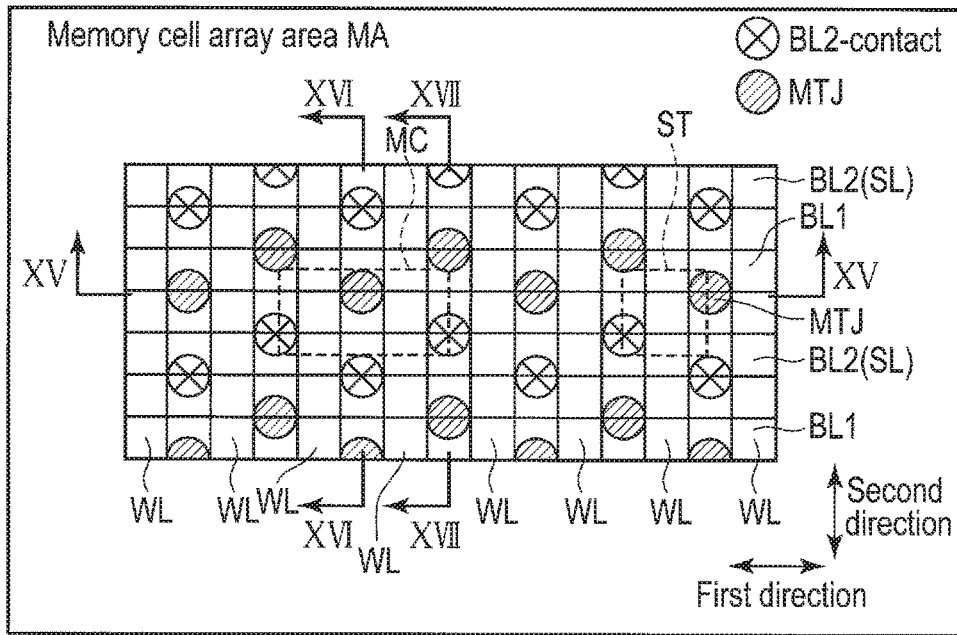 Memory cell array area MA
BL2-contact
MTJ
XVI
XVII
MC
ST
BL2(SL)
BL1
XV
XV
MTJ
BL2(SL)
BL1
WL
WL
WL
WL
WL
WL
WL
WL
XVI
XVII
Second
direction
First direction